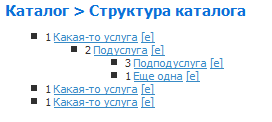 Каталог > Структура каталога
1 Какая-то услуга [e]
2 Подуслуга [e]
3 Подподуслуга [e]
1 Еще одна [e]
1 Какая-то услуга [e]
1 Какая-то услуга [e]